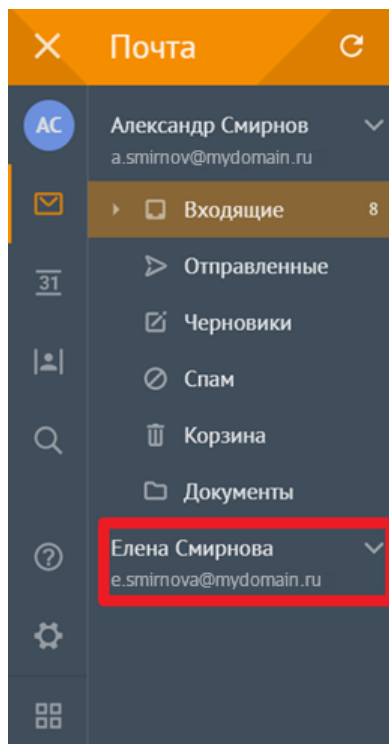 Почта
АС
Александр Смирнов
a.smirnov@mydomain.ru
Входящие 8
Отправленные
31
Черновики
Спам
Корзина
Документы
Елена Смирнова
e.smirnova@mydomain.ru